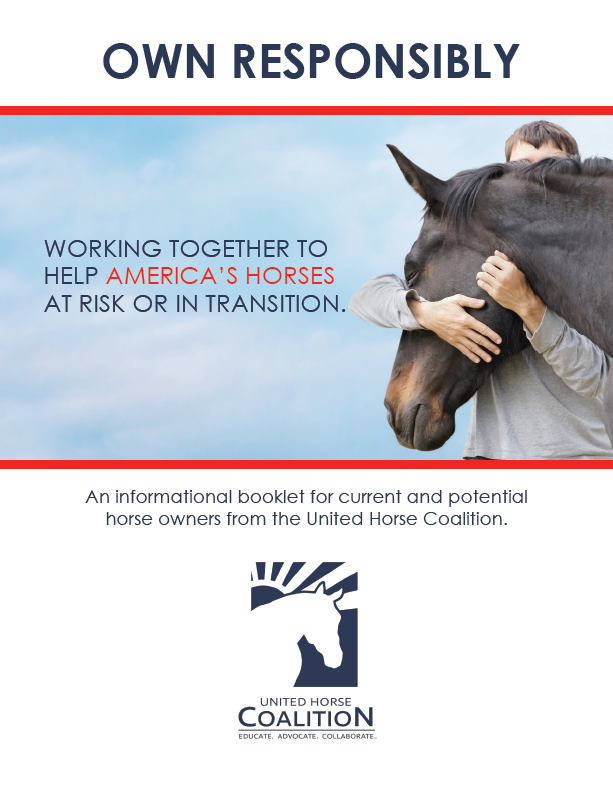 OWN RESPONSIBLY
WORKING TOGETHER TO
HELP AMERICA'S HORSES
AT RISK OR IN TRANSITION.
An informational booklet for current and potential
horse owners from the United Horse Coalition.
UNITED HORSE
COALITION
EDUCATE. ADVOCATE. COLLABORATE.